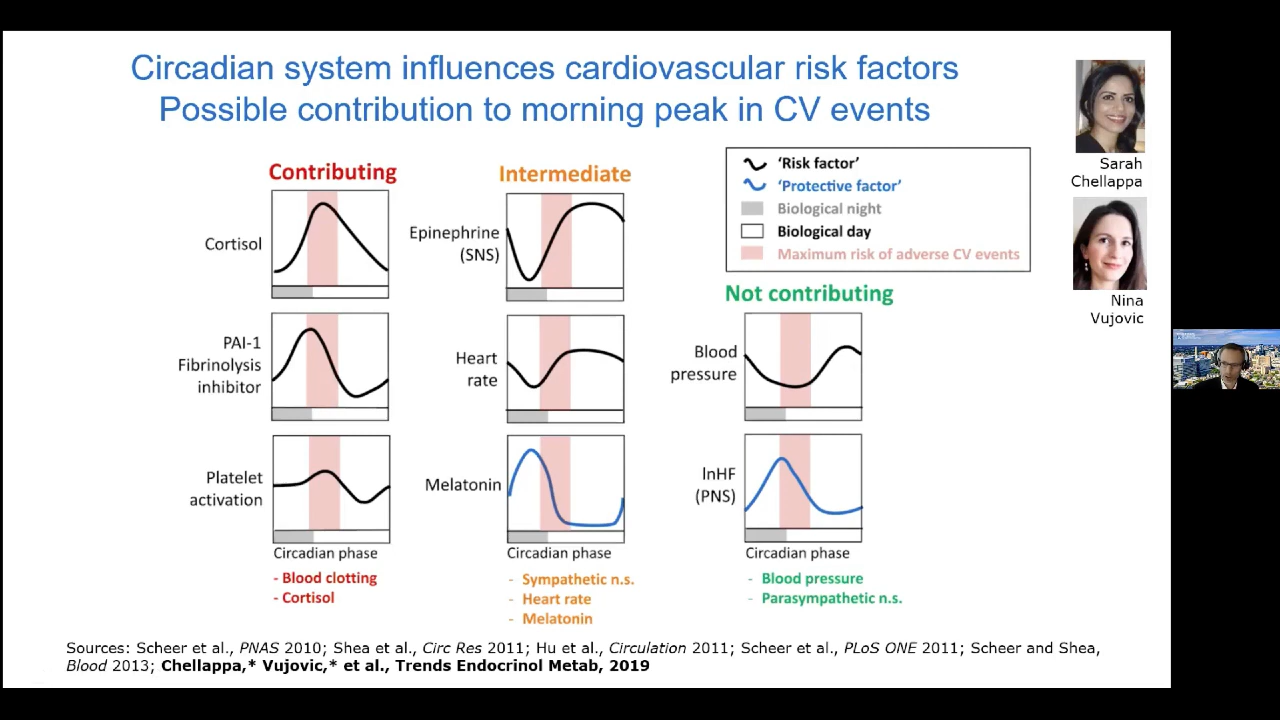 Circadian system influences cardiovascular risk factors
Possible contribution to morning peak in CV events
Contributing
Cortisol
PAI-1
Fibrinolysis
inhibitor
Platelet
activation
Circadian phase
- Blood clotting
- Cortisol
Intermediate
Epinephrine
(SNS)
Heart
rate
Melatonin
Circadian phase
- Sympathetic n.s.
- Heart rate
- Melatonin
‘Risk factor’
‘Protective factor’
Biological night
Biological day
Maximum risk of adverse CV events
Not contributing
Blood
pressure
lnHF
(PNS)
Circadian phase
- Blood pressure
- Parasympathetic n.s.
Sarah
Chellappa
Nina
Vujovic
Sources: Scheer et al., PNAS 2010; Shea et al., Circ Res 2011; Hu et al., Circulation 2011; Scheer et al., PLoS ONE 2011; Scheer and Shea,
Blood 2013; Chellappa,* Vujovic,* et al., Trends Endocrinol Metab, 2019